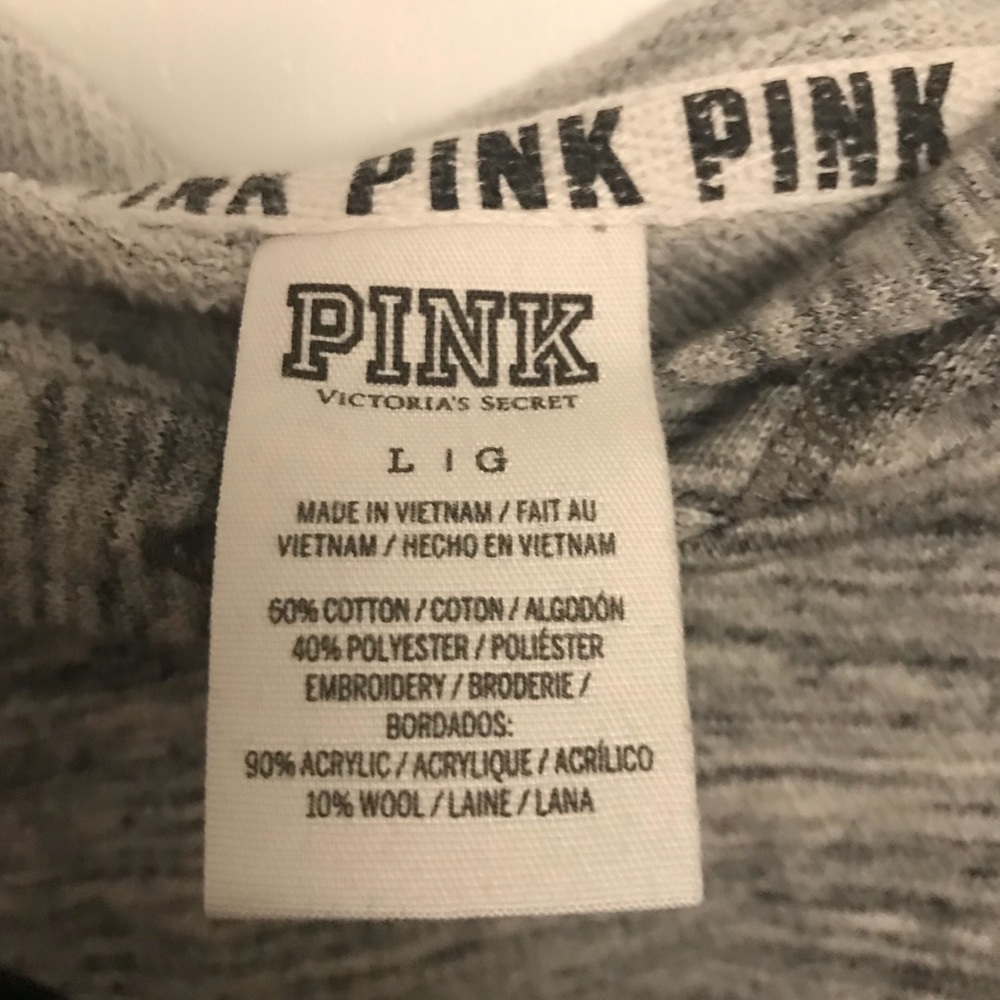 PINK PINK
PINK
VICTORIA'S SECRET
L | G
MADE IN VIETNAM / FAIT AU
VIETNAM / HECHO EN VIETNAM
60% COTTON / COTON / ALGODÓN
40% POLYESTER / POLIÉSTER
EMBROIDERY / BRODERIE /
BORDADOS:
90% ACRYLIC / ACRYLIQUE / ACRÍLICO
10% WOOL / LAINE / LANA